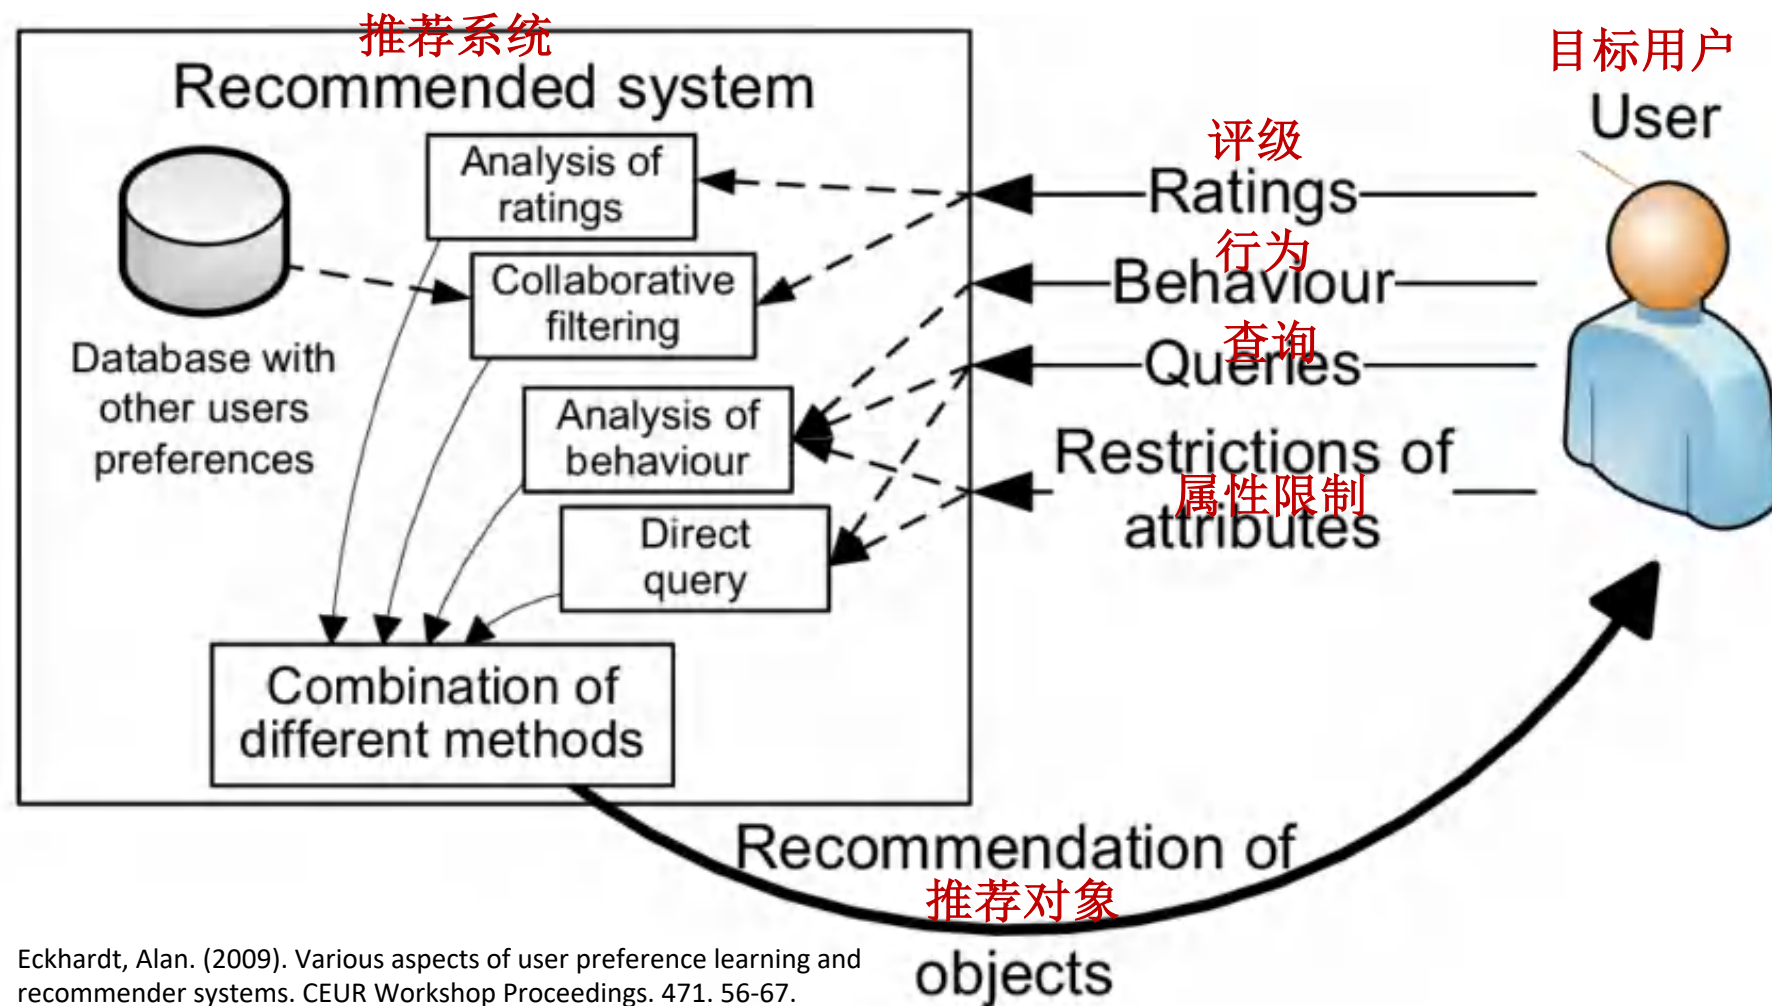 推荐系统
Recommended system
Analysis of
ratings
Collaborative
filtering
Database with
other users
preferences
Analysis of
behaviour
Direct
query
Combination of
different methods
目标用户
User
评级
Ratings
行为
Behaviour
查询
Queries
Restrictions of
属性限制
attributes
Recommendation of
推荐对象
objects
Eckhardt, Alan. (2009). Various aspects of user preference learning and
recommender systems. CEUR Workshop Proceedings. 471. 56-67.